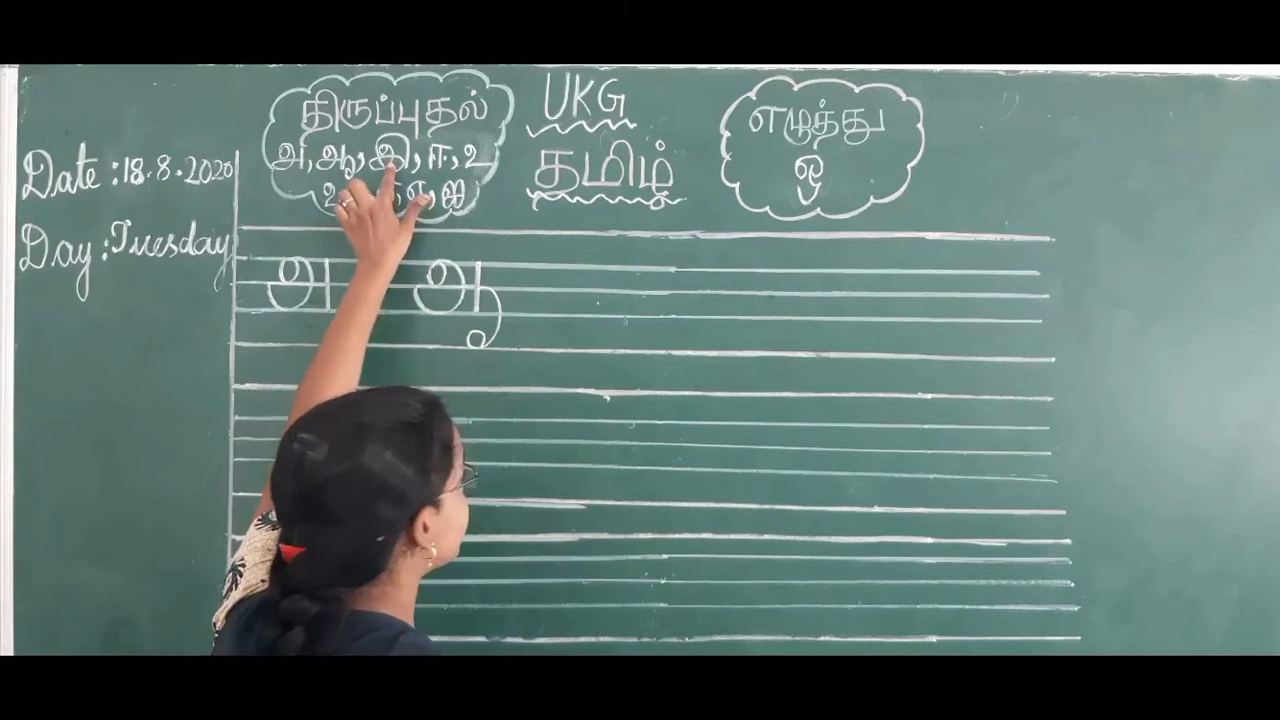 Date : 18.8.2020
Day : Tuesday
திருப்புதல்
அ, ஆ, இ, ஈ, உ
எ, ஐ
UKG
தமிழ்
எழுத்து
ஒ
அ ஆ